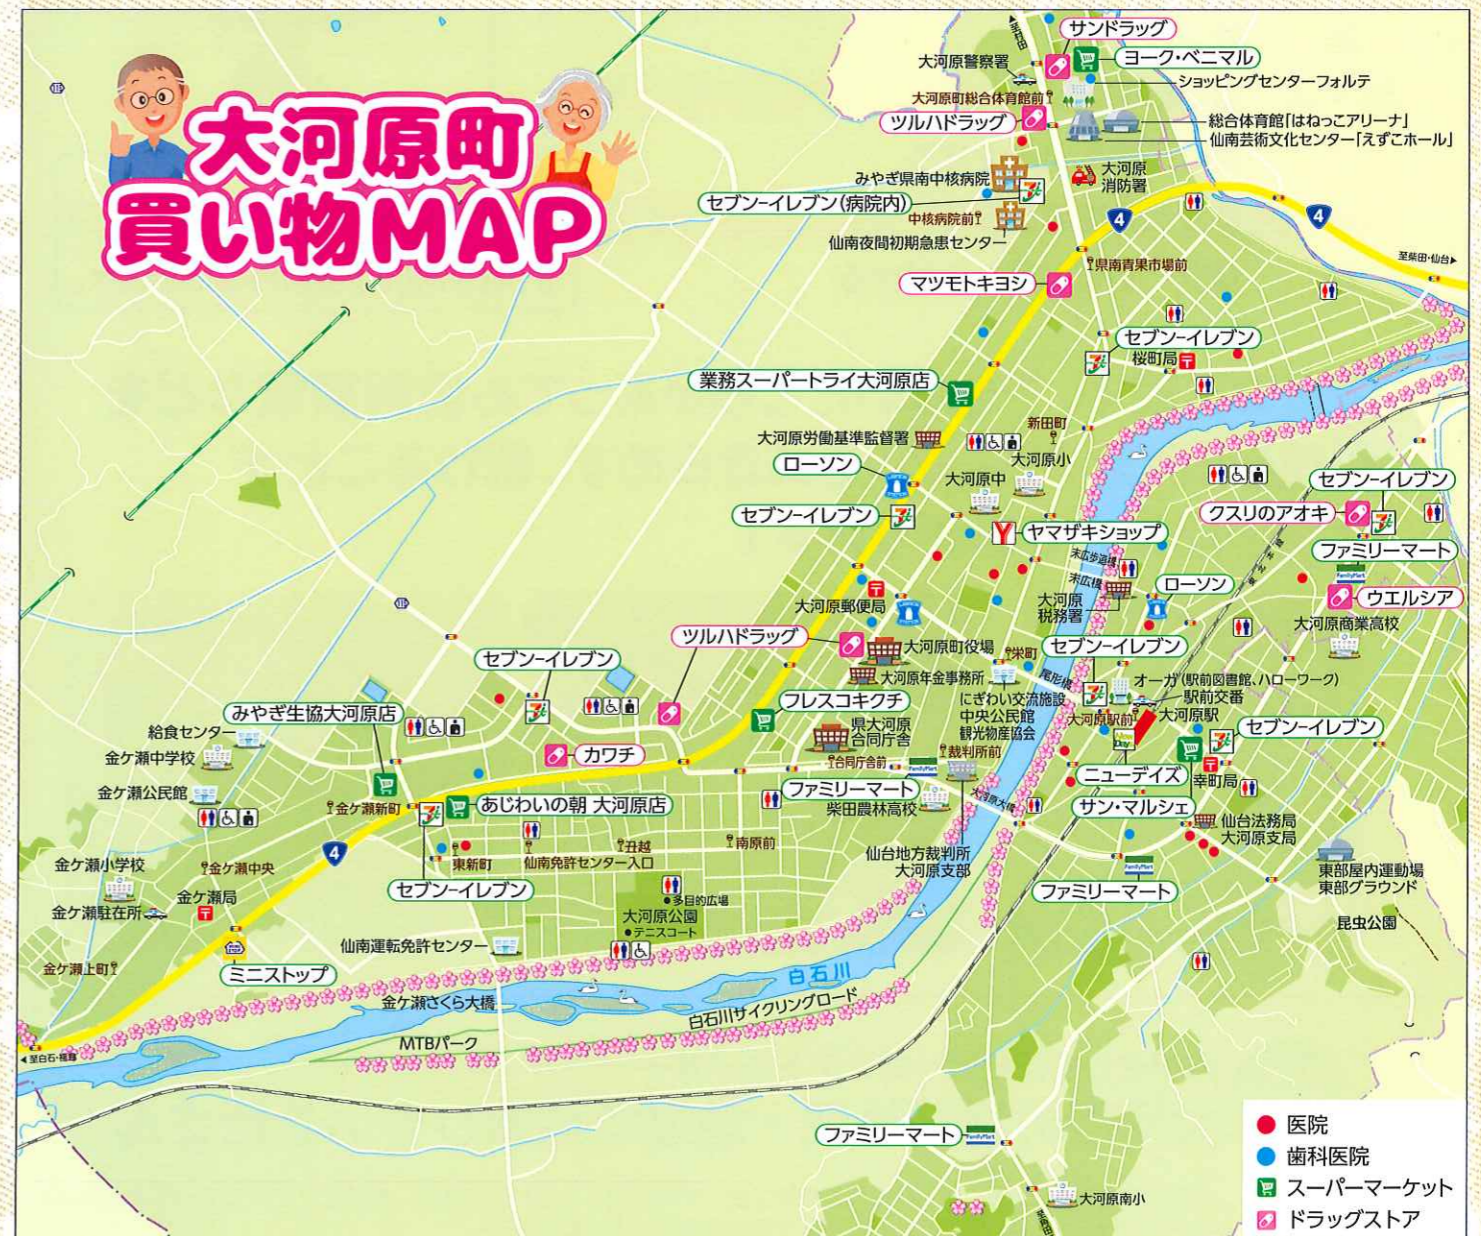 大河原町
買い物MAP
至村田
サンドラッグ
ヨーク・ベニマル
大河原警察署
ショッピングセンターフォルテ
大河原町総合体育館前
ツルハドラッグ
総合体育館「はねっこアリーナ」
仙南芸術文化センター「えずこホール」
みやぎ県南中核病院
大河原
消防署
セブン-イレブン(病院内)
中核病院前
仙南夜間初期急患センター
4
4
至柴田・仙台
県南青果市場前
マツモトキヨシ
セブン-イレブン
桜町局
業務スーパートライ大河原店
新田町
大河原労働基準監督署
大河原小
ローソン
大河原中
セブン-イレブン
クスリのアオキ
セブン-イレブン
ヤマザキショップ
ファミリーマート
末広歩道橋
末広橋
ローソン
FamilyMart
大河原
税務署
ウエルシア
大河原郵便局
大河原商業高校
ツルハドラッグ
大河原町役場
栄町
セブン-イレブン
セブン-イレブン
大河原年金事務所
尾形橋
オーガ(駅前図書館、ハローワーク)
駅前交番
にぎわい交流施設
中央公民館
観光物産協会
フレスコキクチ
大河原駅前
大河原駅
みやぎ生協大河原店
セブン-イレブン
給食センター
県大河原
合同庁舎
NewDays
金ケ瀬中学校
カワチ
裁判所前
合同庁舎前
ニューデイズ
幸町局
金ケ瀬公民館
ファミリーマート
大河原大橋
サン・マルシェ
金ケ瀬新町
あじわいの朝 大河原店
柴田農林高校
仙台法務局
大河原支局
4
丑越
南原前
金ケ瀬小学校
金ケ瀬中央
東新町
仙南免許センター入口
仙台地方裁判所
大河原支部
東部屋内運動場
東部グラウンド
セブン-イレブン
ファミリーマート
金ケ瀬局
多目的広場
金ケ瀬駐在所
大河原公園
テニスコート
昆虫公園
仙南運転免許センター
金ケ瀬上町
ミニストップ
白石川
金ケ瀬さくら大橋
白石川サイクリングロード
MTBパーク
ファミリーマート
FamilyMart
大河原南小
医院
歯科医院
スーパーマーケット
ドラッグストア